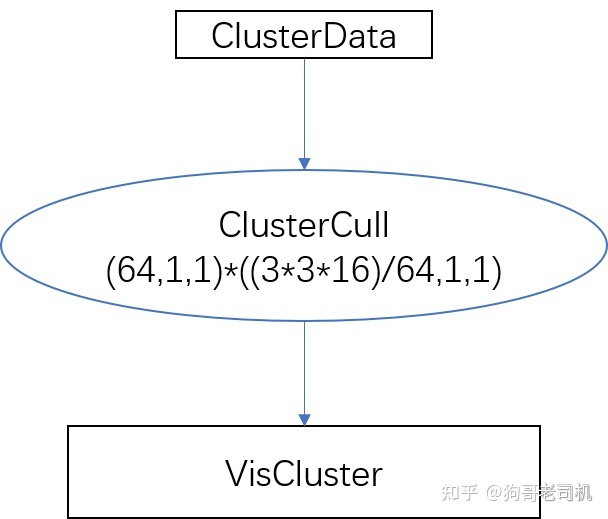 ClusterData
ClusterCull
(64,1,1)*((3*3*16)/64,1,1)
VisCluster
知乎 @狗哥老司机